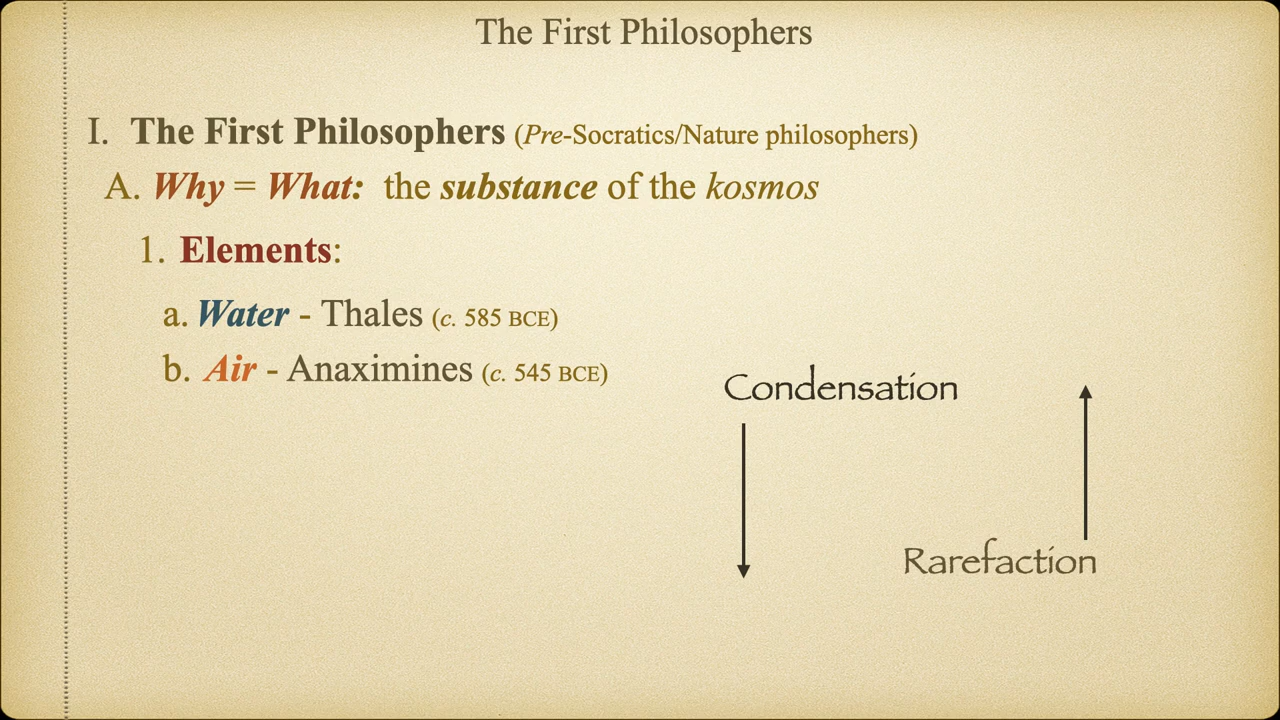 The First Philosophers
I. The First Philosophers (Pre-Socratics/Nature philosophers)
A. Why = What: the substance of the kosmos
1. Elements:
a. Water - Thales (c. 585 BCE)
b. Air - Anaximines (c. 545 BCE)
Condensation
Rarefaction